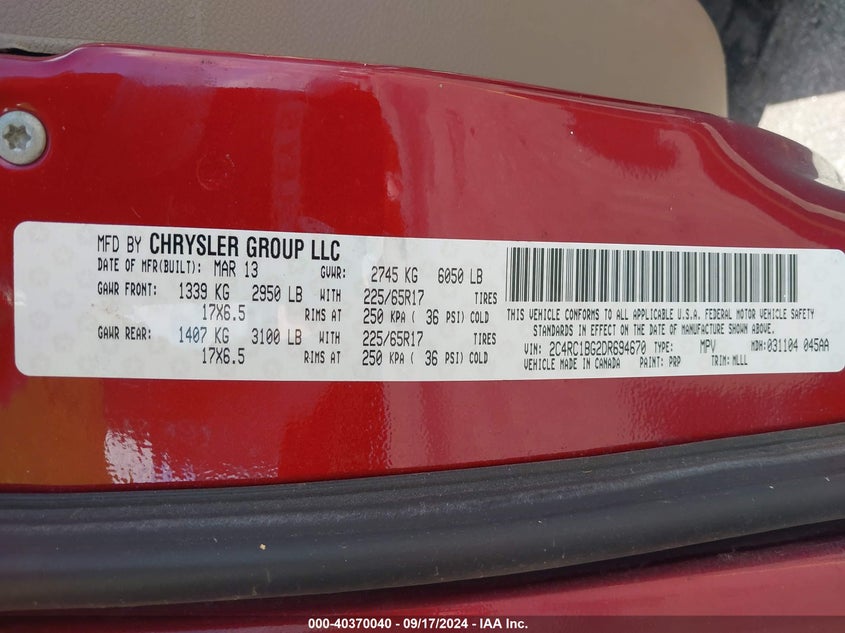 MFD BY CHRYSLER GROUP LLC
DATE OF MFR(BUILT): MAR 13 GVWR: 2745 KG 6050 LB
GAWR FRONT: 1339 KG 2950 LB WITH 225/65R17 TIRES
17X6.5 RIMS AT 250 KPA ( 36 PSI) COLD
GAWR REAR: 1407 KG 3100 LB WITH 225/65R17 TIRES
17X6.5 RIMS AT 250 KPA ( 36 PSI) COLD
THIS VEHICLE CONFORMS TO ALL APPLICABLE U.S.A. FEDERAL MOTOR VEHICLE SAFETY
STANDARDS IN EFFECT ON THE DATE OF MANUFACTURE SHOWN ABOVE.
VIN: 2C4RC1BG2DR694670 TYPE: MPV MDH: 031104 045AA
VEHICLE MADE IN CANADA PAINT: PRP TRIM: MLLL
000-40370040 - 09/17/2024 - IAA Inc.